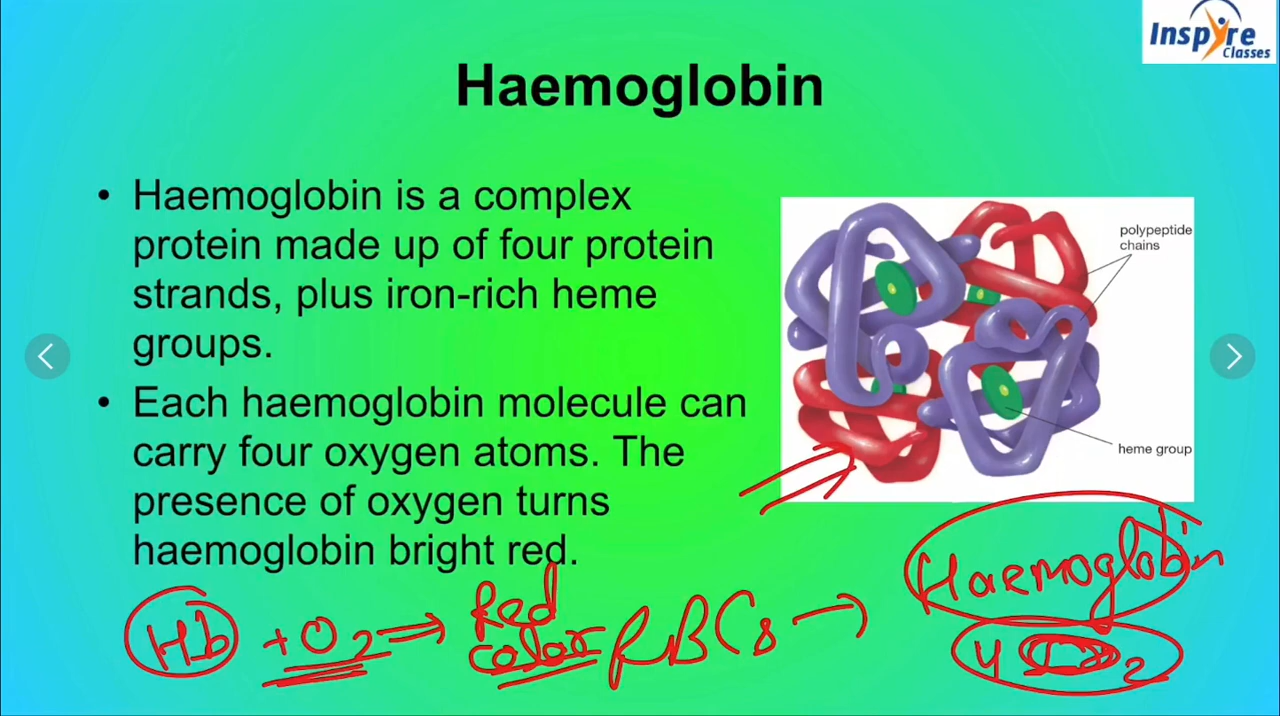 Inspyre
Classes
Haemoglobin
• Haemoglobin is a complex
protein made up of four protein
strands, plus iron-rich heme
groups.
• Each haemoglobin molecule can
carry four oxygen atoms. The
presence of oxygen turns
haemoglobin bright red.
polypeptide
chains
heme group
Hb + O2 ⇒ Red
color
RBCs → Haemoglobin
4 2